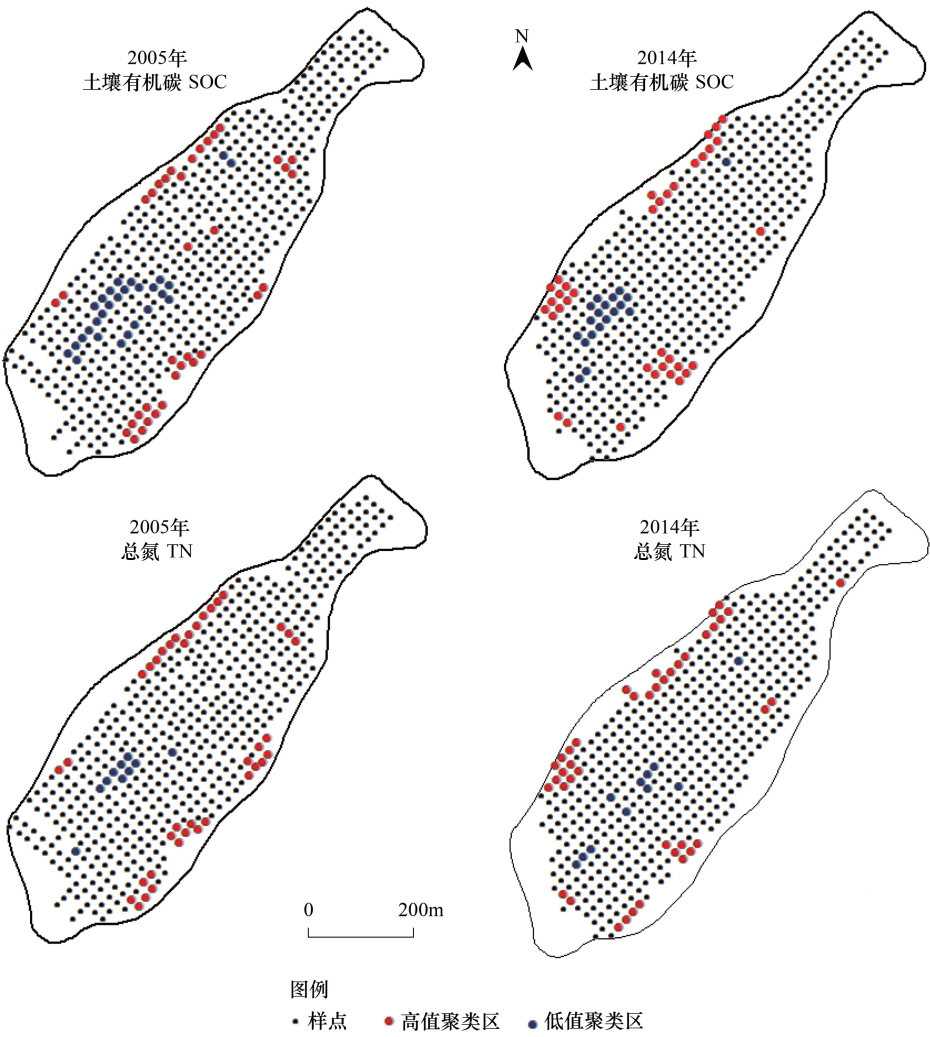 2005年
土壤有机碳 SOC
N
2014年
土壤有机碳 SOC
2005年
总氮 TN
2014年
总氮 TN
0 200m
图例
样点 高值聚类区 低值聚类区